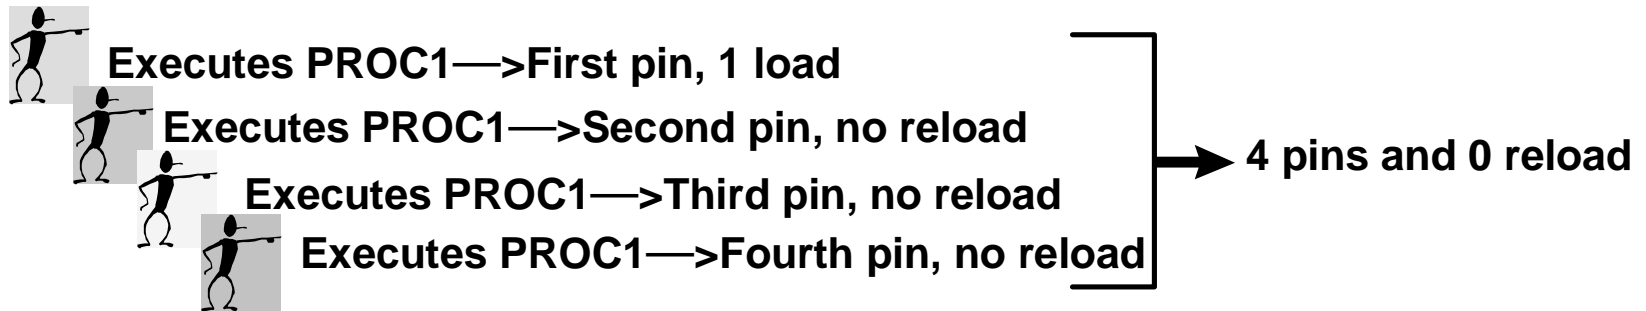 Executes PROC1—>First pin, 1 load
Executes PROC1—>Second pin, no reload
Executes PROC1—>Third pin, no reload
Executes PROC1—>Fourth pin, no reload
4 pins and 0 reload